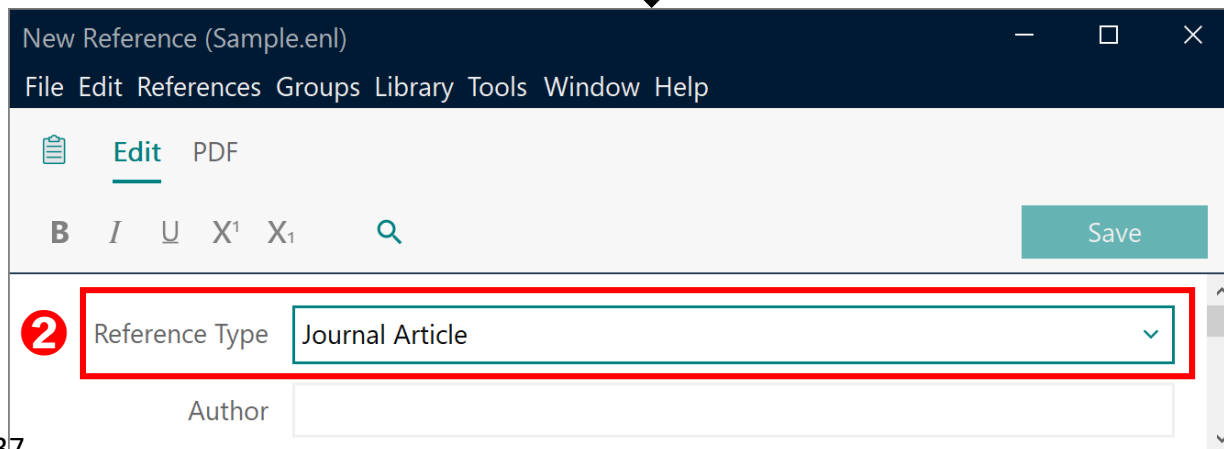 New Reference (Sample.enl)
File Edit References Groups Library Tools Window Help
Edit PDF
B I U X¹ X₁
Save
2 Reference Type Journal Article
Author
37